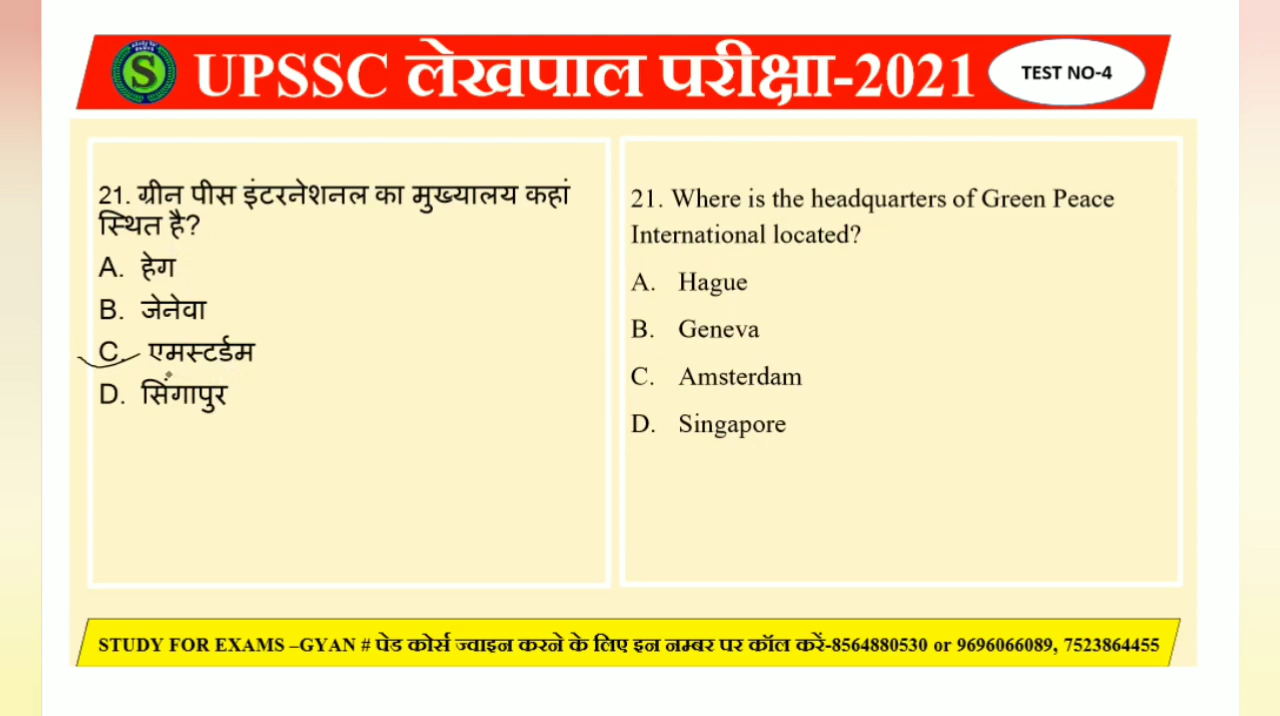 UPSSC लेखपाल परीक्षा-2021
TEST NO-4
21. ग्रीन पीस इंटरनेशनल का मुख्यालय कहां
स्थित है?
A. हेग
B. जेनेवा
C. एमस्टर्डम
D. सिंगापुर
21. Where is the headquarters of Green Peace
International located?
A. Hague
B. Geneva
C. Amsterdam
D. Singapore
STUDY FOR EXAMS –GYAN # पेड कोर्स ज्वाइन करने के लिए इन नम्बर पर कॉल करें-8564880530 or 9696066089, 7523864455